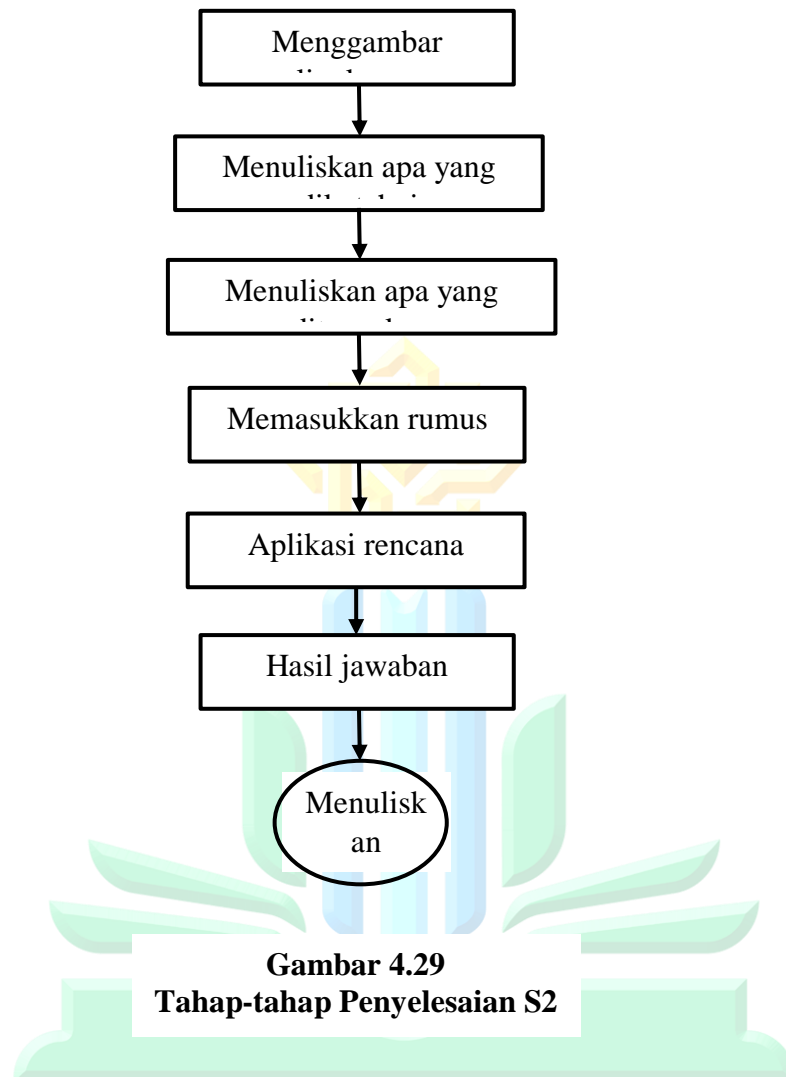 Menggambar
Menuliskan apa yang
Menuliskan apa yang
Memasukkan rumus
Aplikasi rencana
Hasil jawaban
Menulisk
an
Gambar 4.29
Tahap-tahap Penyelesaian S2